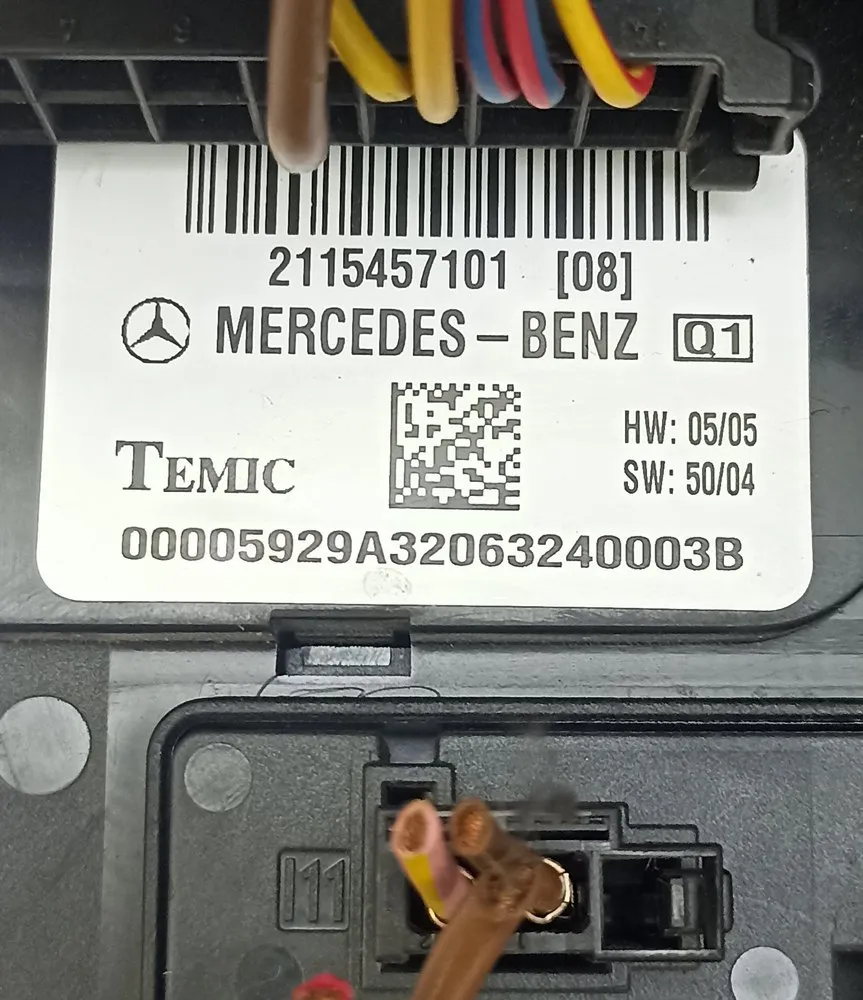 2115457101 [08]
MERCEDES-BENZ Q1
HW: 05/05
TEMIC
SW: 50/04
00005929A32063240003B
I11